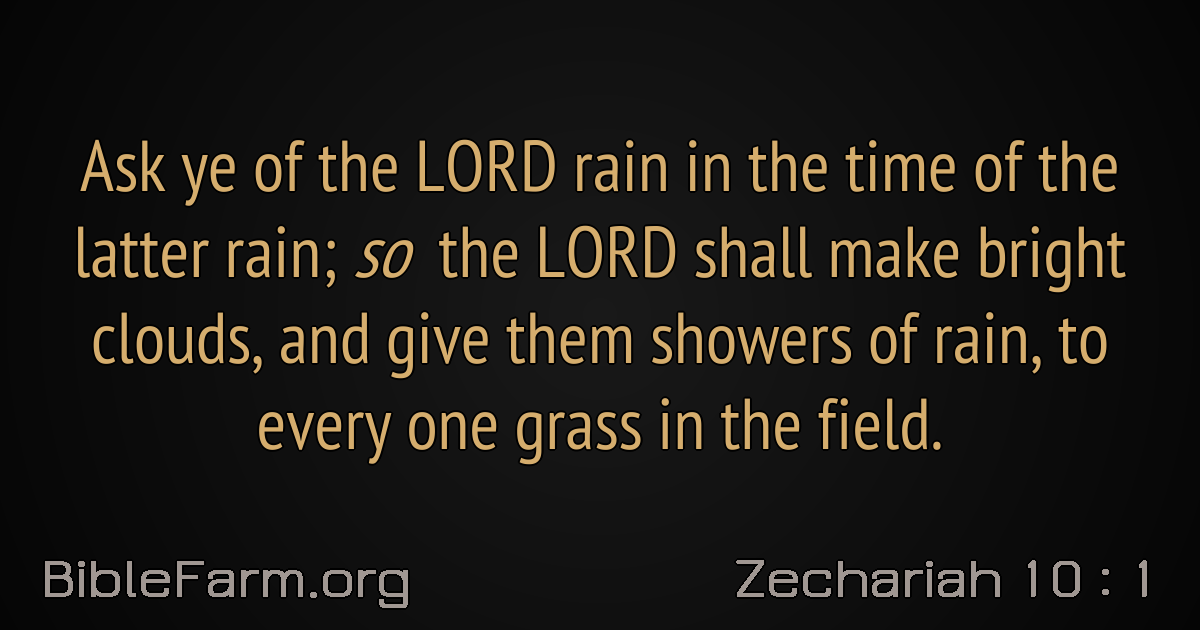 Ask ye of the LORD rain in the time of the
latter rain; so the LORD shall make bright
clouds, and give them showers of rain, to
every one grass in the field.
BibleFarm.org
Zechariah 10 : 1